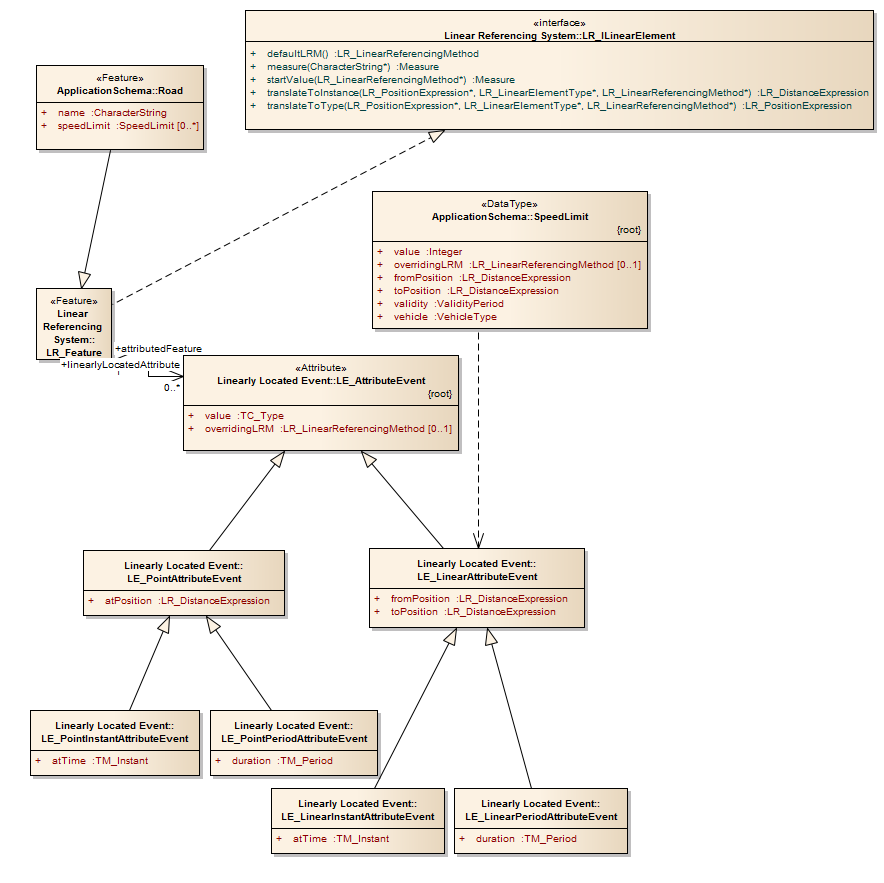 «interface»
Linear Referencing System::LR_ILinearElement
+ defaultLRM() :LR_LinearReferencingMethod
+ measure(CharacterString*) :Measure
+ startValue(LR_LinearReferencingMethod*) :Measure
+ translateToInstance(LR_PositionExpression*, LR_LinearElementType*, LR_LinearReferencingMethod*) :LR_DistanceExpression
+ translateToType(LR_PositionExpression*, LR_LinearElementType*, LR_LinearReferencingMethod*) :LR_PositionExpression
«Feature»
ApplicationSchema::Road
+ name :CharacterString
+ speedLimit :SpeedLimit [0..*]
«DataType»
ApplicationSchema::SpeedLimit
{root}
+ value :Integer
+ overridingLRM :LR_LinearReferencingMethod [0..1]
+ fromPosition :LR_DistanceExpression
+ toPosition :LR_DistanceExpression
+ validity :ValidityPeriod
+ vehicle :VehicleType
«Feature»
Linear
Referencing
System::
LR_Feature
+attributedFeature
+linearlyLocatedAttribute
0..*
«Attribute»
Linearly Located Event::LE_AttributeEvent
{root}
+ value :TC_Type
+ overridingLRM :LR_LinearReferencingMethod [0..1]
Linearly Located Event::
LE_PointAttributeEvent
+ atPosition :LR_DistanceExpression
Linearly Located Event::
LE_LinearAttributeEvent
+ fromPosition :LR_DistanceExpression
+ toPosition :LR_DistanceExpression
Linearly Located Event::
LE_PointInstantAttributeEvent
+ atTime :TM_Instant
Linearly Located Event::
LE_PointPeriodAttributeEvent
+ duration :TM_Period
Linearly Located Event::
LE_LinearInstantAttributeEvent
+ atTime :TM_Instant
Linearly Located Event::
LE_LinearPeriodAttributeEvent
+ duration :TM_Period